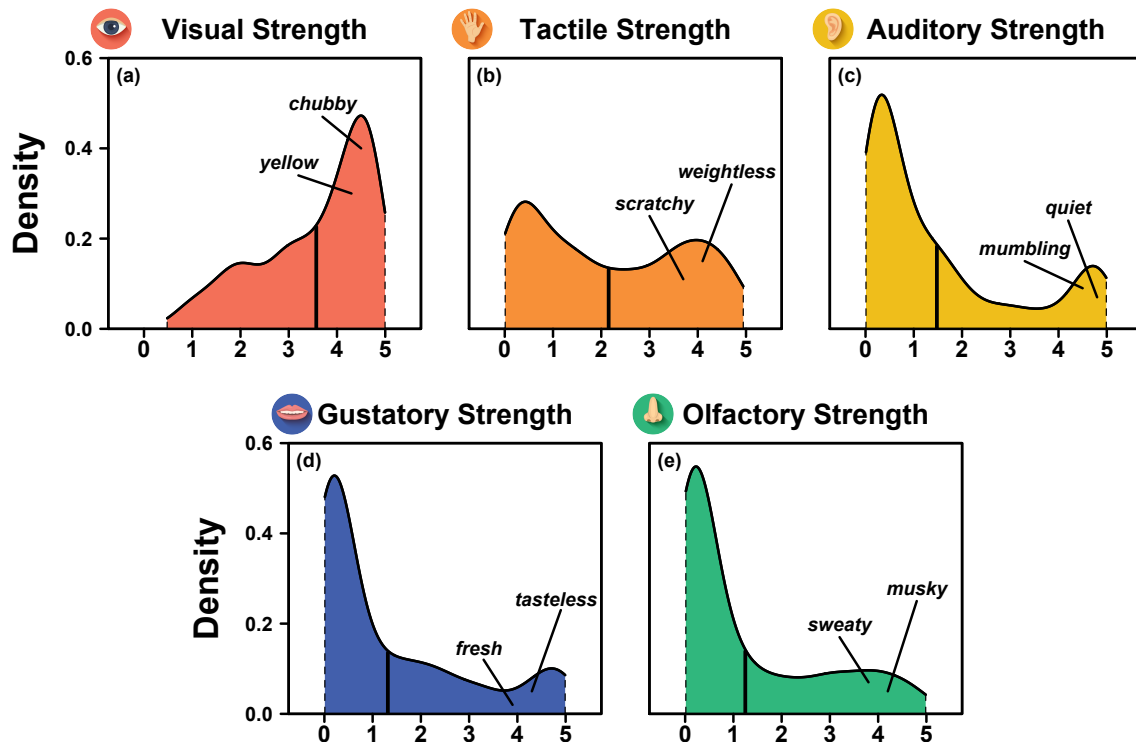 Visual Strength
Tactile Strength
Auditory Strength
Density
0.6
0.4
0.2
0.0
(a)
chubby
yellow
0 1 2 3 4 5
(b)
weightless
scratchy
0 1 2 3 4 5
(c)
quiet
mumbling
0 1 2 3 4 5
Gustatory Strength
Olfactory Strength
Density
0.6
0.4
0.2
0.0
(d)
tasteless
fresh
0 1 2 3 4 5
(e)
musky
sweaty
0 1 2 3 4 5